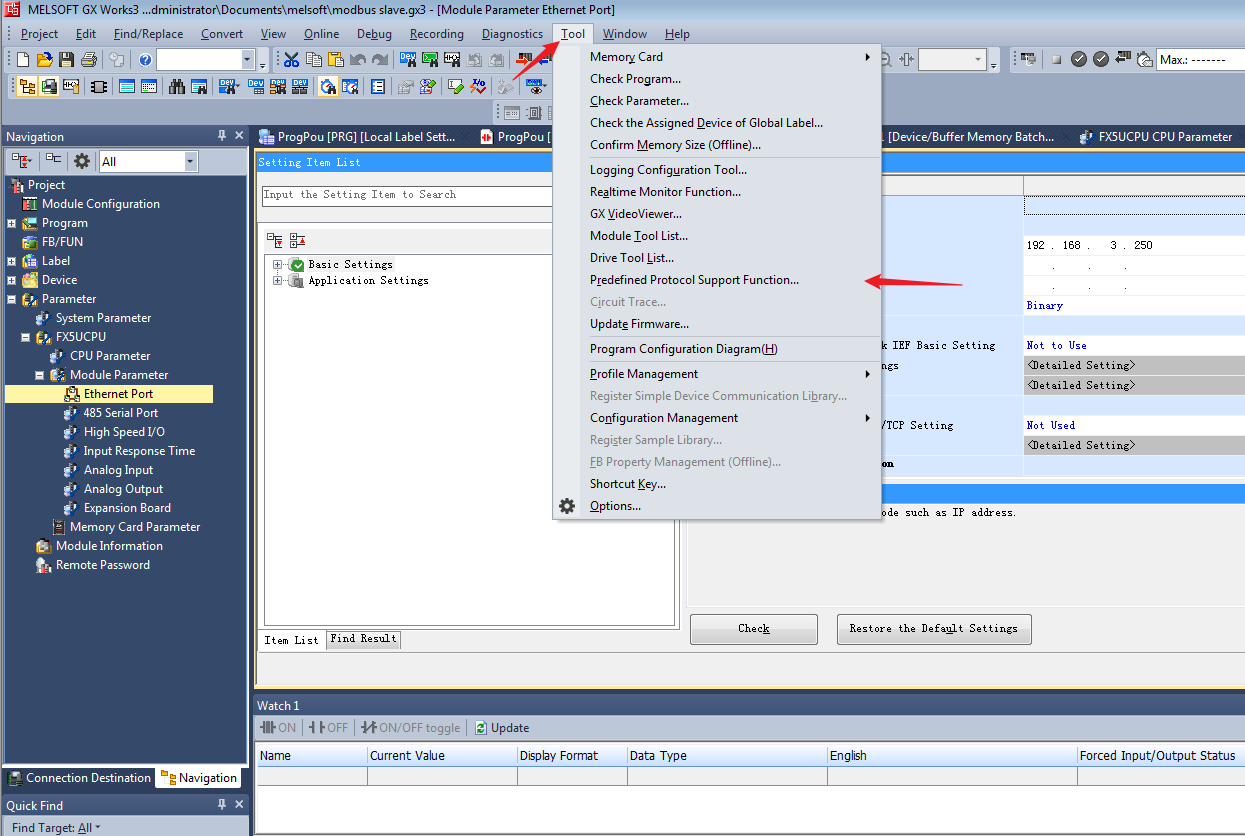 MELSOFT GX Works3 ...dministrator\Documents\melsoft\modbus slave.gx3 - [Module Parameter Ethernet Port]
Project Edit Find/Replace Convert View Online Debug Recording Diagnostics Tool Window Help
Max.: -------
Memory Card
Check Program...
Check Parameter...
Check the Assigned Device of Global Label...
Confirm Memory Size (Offline)...
Logging Configuration Tool...
Realtime Monitor Function...
GX VideoViewer...
Module Tool List...
Drive Tool List...
Predefined Protocol Support Function...
Circuit Trace...
Update Firmware...
Program Configuration Diagram(H)
Profile Management
Register Simple Device Communication Library...
Configuration Management
Register Sample Library...
FB Property Management (Offline)...
Shortcut Key...
Options...
Navigation
All
Project
Module Configuration
Program
FB/FUN
Label
Device
Parameter
System Parameter
FX5UCPU
CPU Parameter
Module Parameter
Ethernet Port
485 Serial Port
High Speed I/O
Input Response Time
Analog Input
Analog Output
Expansion Board
Memory Card Parameter
Module Information
Remote Password
Connection Destination Navigation
Quick Find
Find Target: All
ProgPou [PRG] [Local Label Sett... ProgPou [ [Device/Buffer Memory Batch... FX5UCPU CPU Parameter
Setting Item List
Input the Setting Item to Search
Basic Settings
Application Settings
Item List Find Result
192 . 168 . 3 . 250
. . .
. . .
Binary
k IEF Basic Setting Not to Use
ngs <Detailed Setting>
<Detailed Setting>
/TCP Setting Not Used
<Detailed Setting>
on
ode such as IP address.
Check Restore the Default Settings
Watch 1
ON OFF ON/OFF toggle Update
Name Current Value Display Format Data Type English Forced Input/Output Status